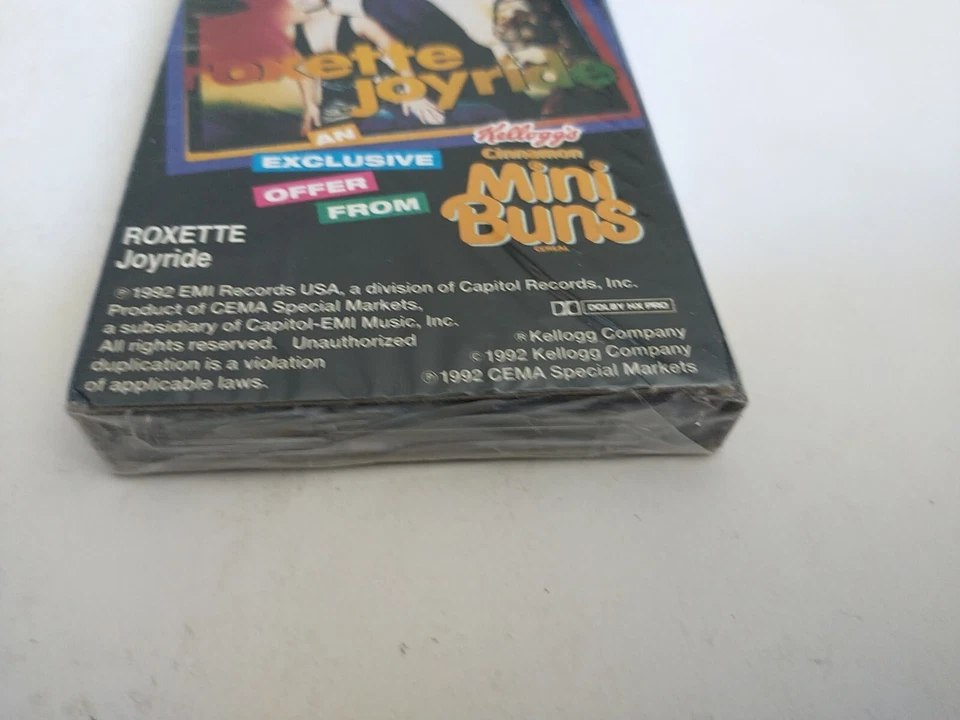 roxette
joyride
AN
EXCLUSIVE
OFFER
FROM
Kellogg's
Cinnamon
Mini
Buns
CEREAL
ROXETTE
Joyride
℗1992 EMI Records USA, a division of Capitol Records, Inc.
Product of CEMA Special Markets,
a subsidiary of Capitol-EMI Music, Inc.
All rights reserved. Unauthorized
duplication is a violation
of applicable laws.
DOLBY HX PRO
®Kellogg Company
©1992 Kellogg Company
℗1992 CEMA Special Markets